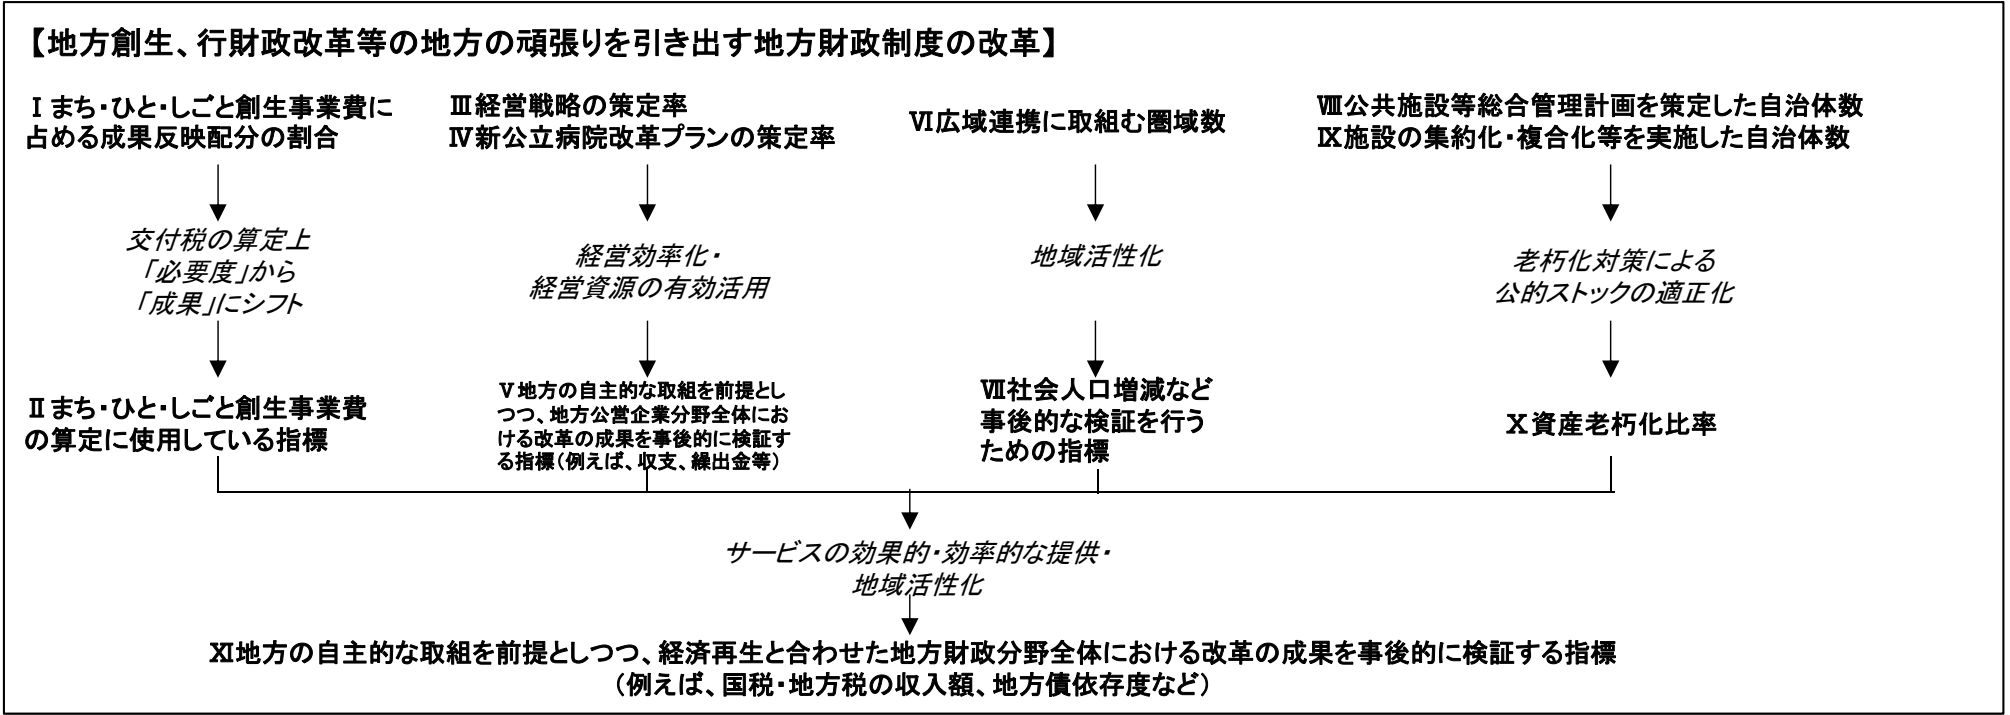 【地方創生、行財政改革等の地方の頑張りを引き出す地方財政制度の改革】
Ⅰまち・ひと・しごと創生事業費に
占める成果反映配分の割合
交付税の算定上
「必要度」から
「成果」にシフト
Ⅱまち・ひと・しごと創生事業費
の算定に使用している指標
Ⅲ経営戦略の策定率
Ⅳ新公立病院改革プランの策定率
経営効率化・
経営資源の有効活用
Ⅴ地方の自主的な取組を前提とし
つつ、地方公営企業分野全体にお
ける改革の成果を事後的に検証す
る指標（例えば、収支、繰出金等）
Ⅵ広域連携に取組む圏域数
地域活性化
Ⅶ社会人口増減など
事後的な検証を行う
ための指標
Ⅷ公共施設等総合管理計画を策定した自治体数
Ⅸ施設の集約化・複合化等を実施した自治体数
老朽化対策による
公的ストックの適正化
Ⅹ資産老朽化比率
サービスの効果的・効率的な提供・
地域活性化
Ⅺ地方の自主的な取組を前提としつつ、経済再生と合わせた地方財政分野全体における改革の成果を事後的に検証する指標
（例えば、国税・地方税の収入額、地方債依存度など）